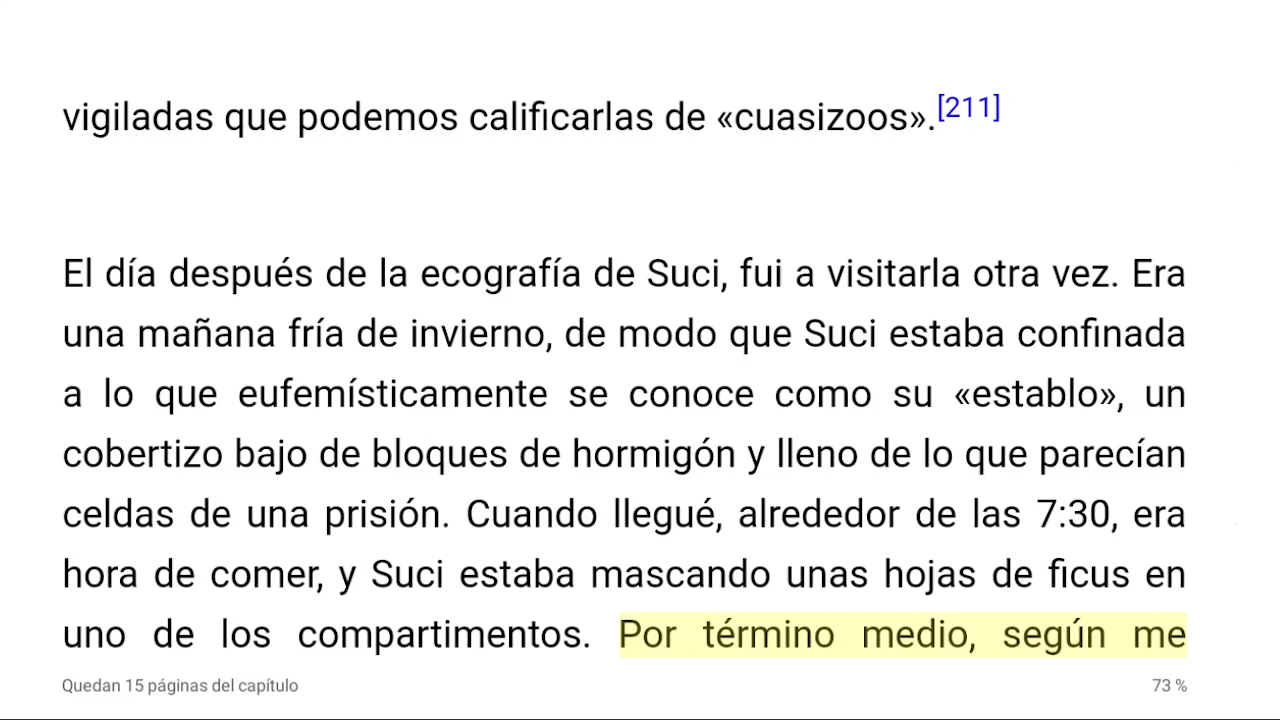 vigiladas que podemos calificarlas de «cuasizoos».[211]
El día después de la ecografía de Suci, fui a visitarla otra vez. Era
una mañana fría de invierno, de modo que Suci estaba confinada
a lo que eufemísticamente se conoce como su «establo», un
cobertizo bajo de bloques de hormigón y lleno de lo que parecían
celdas de una prisión. Cuando llegué, alrededor de las 7:30, era
hora de comer, y Suci estaba mascando unas hojas de ficus en
uno de los compartimentos. Por término medio, según me
Quedan 15 páginas del capítulo
73 %